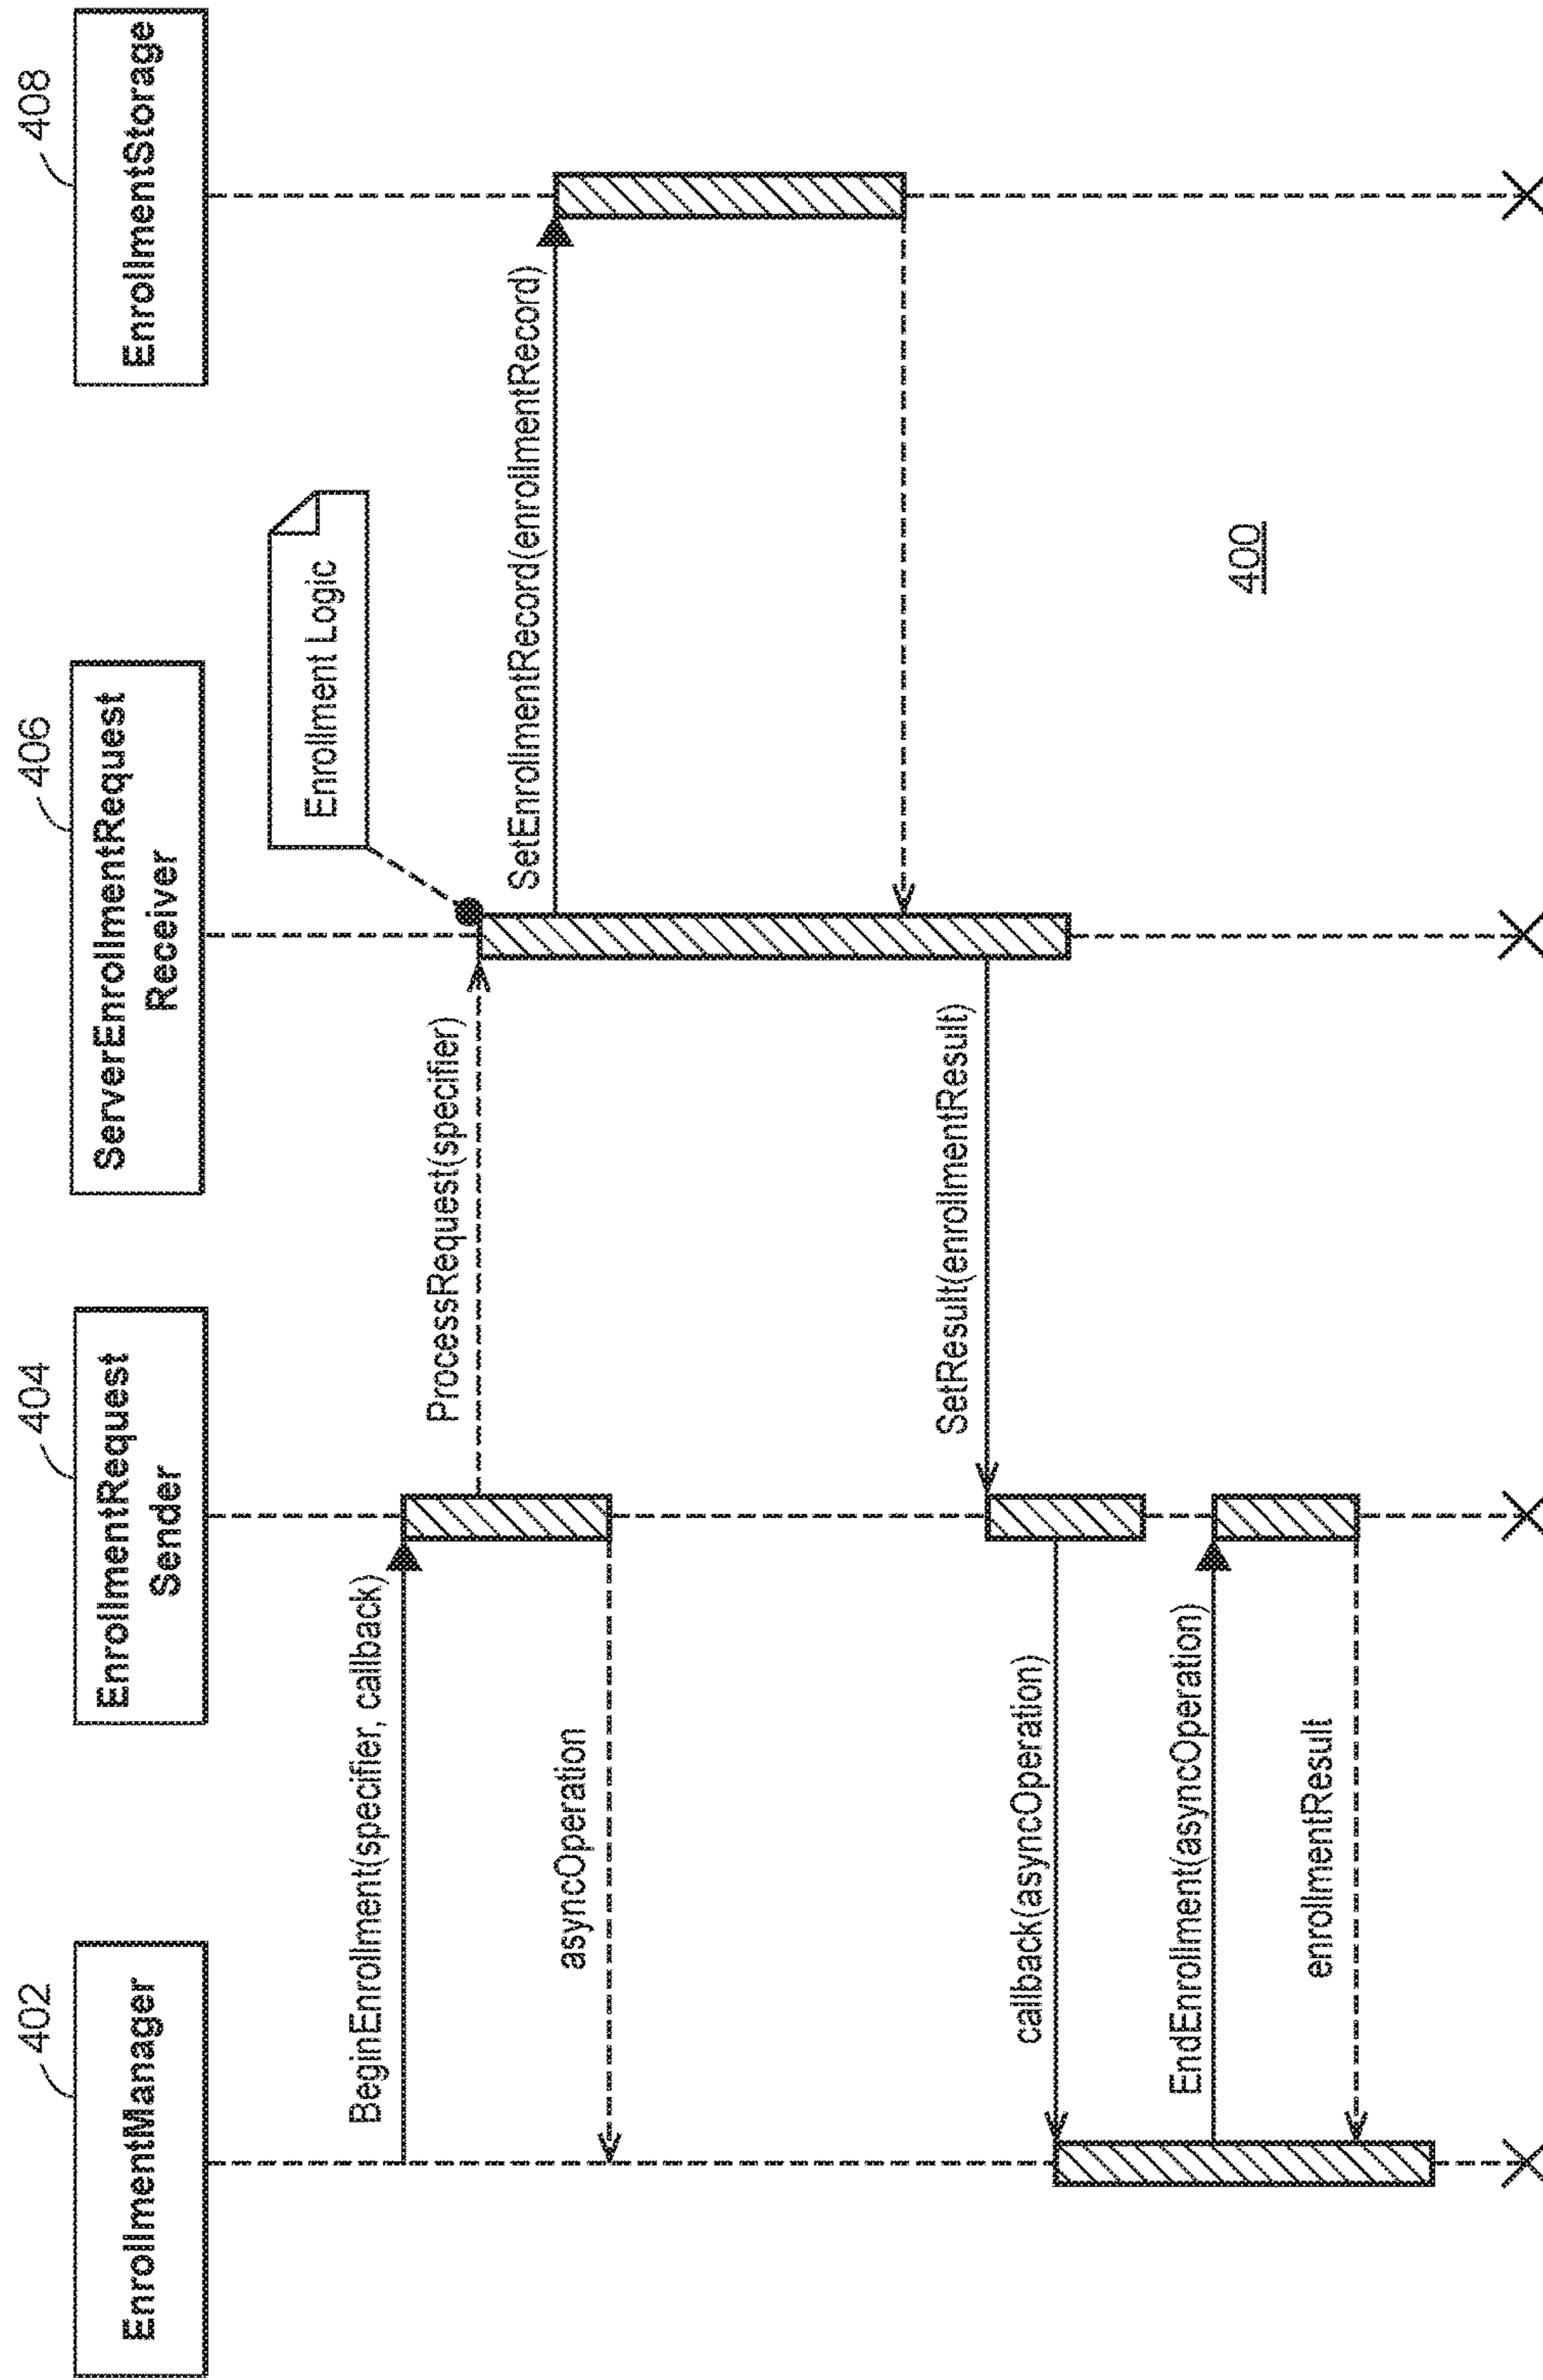 402
EnrollmentManager
404
EnrollmentRequest
Sender
406
ServerEnrollmentRequest
Receiver
408
EnrollmentStorage
Enrollment Logic
BeginEnrollment(specifier, callback)
ProcessRequest(specifier)
SetEnrollmentRecord(enrollmentRecord)
asyncOperation
SetResult(enrollmentResult)
callback(asyncOperation)
EndEnrollment(asyncOperation)
enrollmentResult
400